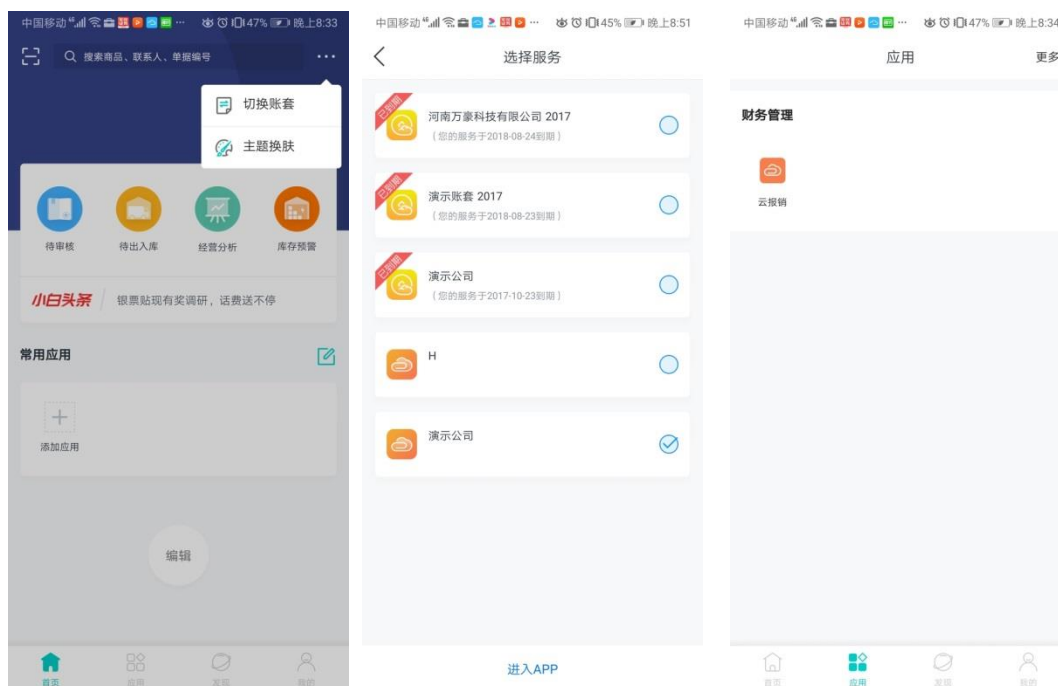 中国移动 47% 晚上8:33
搜索商品、联系人、单据编号
切换账套
主题换肤
待审核 待出入库 经营分析 库存预警
小白头条 银票贴现有奖调研，话费送不停
常用应用
添加应用
编辑
首页 应用 发现 我的
中国移动 45% 晚上8:51
选择服务
已到期
河南万豪科技有限公司 2017
（您的服务于2018-08-24到期）
已到期
演示账套 2017
（您的服务于2018-08-23到期）
已到期
演示公司
（您的服务于2017-10-23到期）
H
演示公司
进入APP
中国移动 47% 晚上8:34
应用 更多
财务管理
云报销
首页 应用 发现 我的